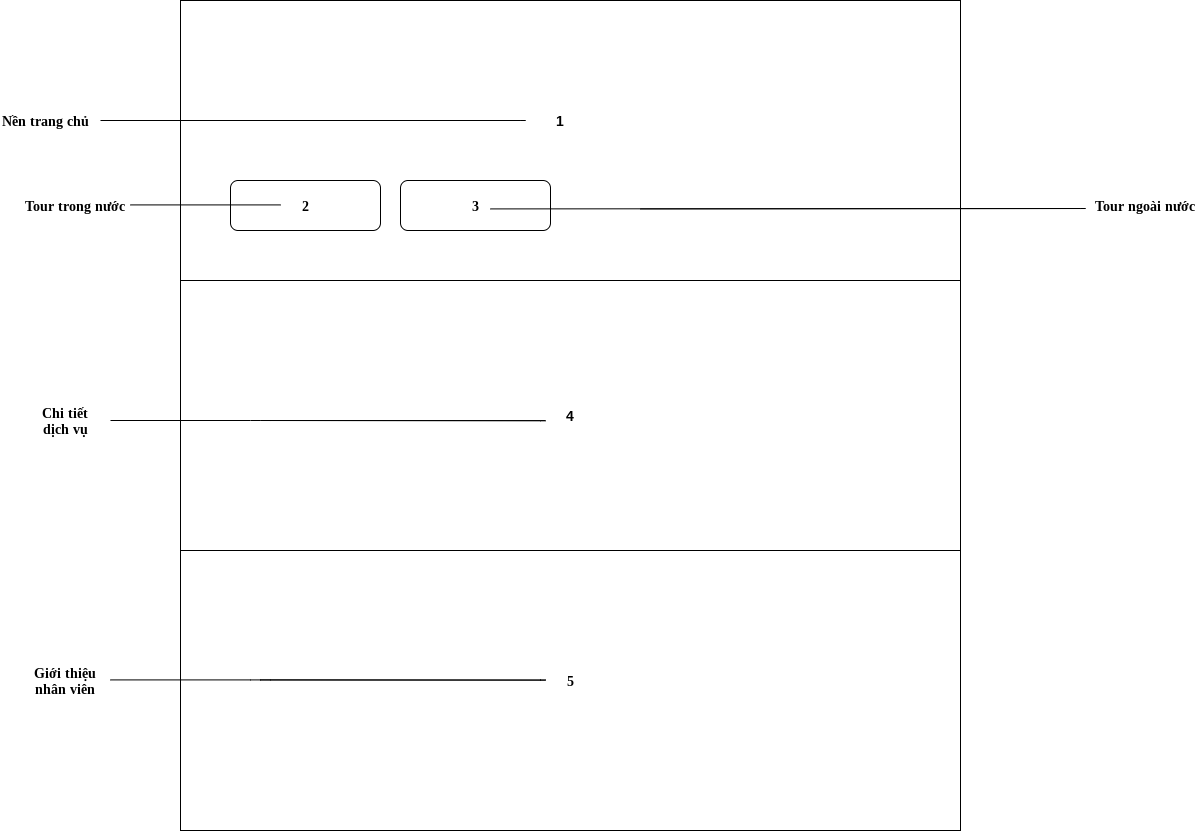 Nền trang chủ
1
Tour trong nước
2
3
Tour ngoài nước
Chi tiết
dịch vụ
4
Giới thiệu
nhân viên
5